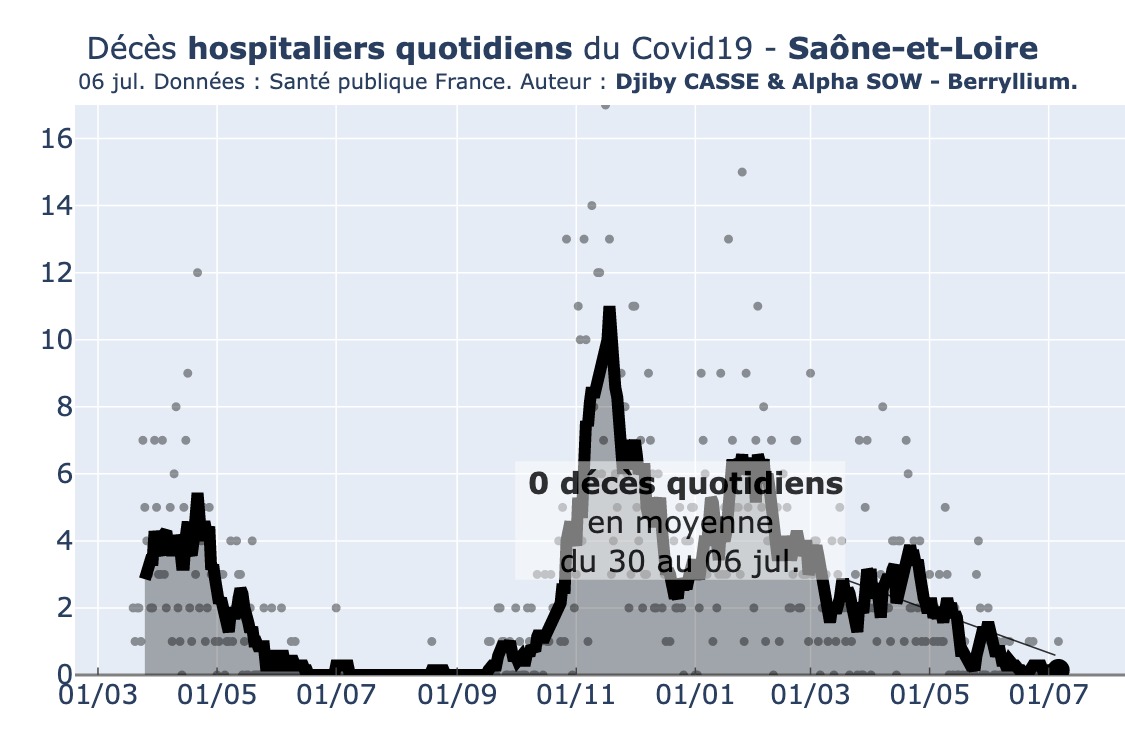 Décès hospitaliers quotidiens du Covid19 - Saône-et-Loire
06 jul. Données : Santé publique France. Auteur : Djiby CASSE & Alpha SOW - Berryllium.
16
14
12
10
8
6
4
2
0
0 décès quotidiens
en moyenne
du 30 au 06 jul.
01/03 01/05 01/07 01/09 01/11 01/01 01/03 01/05 01/07